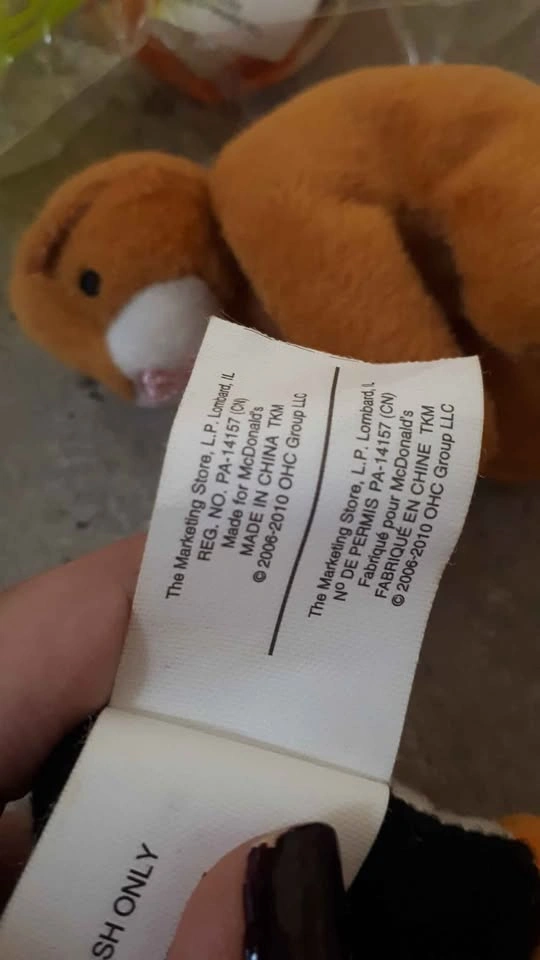 The Marketing Store, L.P. Lombard, IL
REG. NO. PA-14157 (CN)
Made for McDonald's
MADE IN CHINA TKM
© 2006-2010 OHC Group LLC
The Marketing Store, L.P. Lombard, I
Nº DE PERMIS PA-14157 (CN)
Fabriqué pour McDonald's
FABRIQUÉ EN CHINE TKM
© 2006-2010 OHC Group LLC
SH ONLY